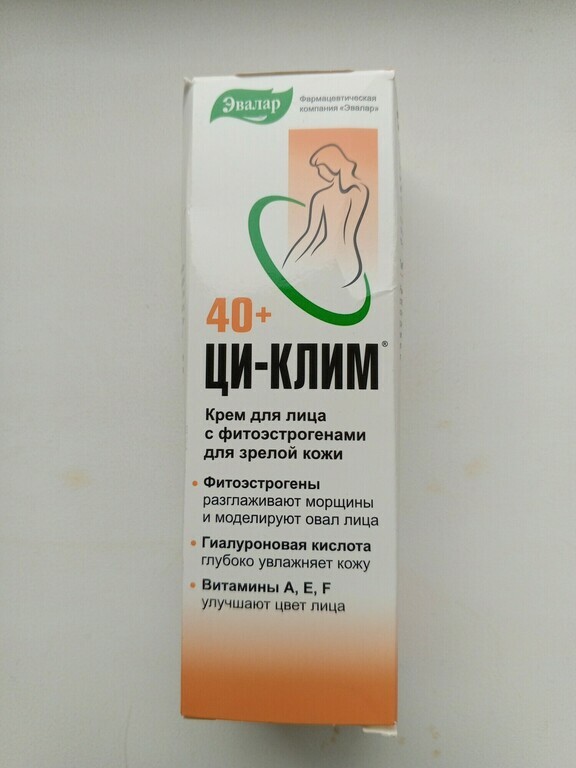 Эвалар
Фармацевтическая
компания «Эвалар»
40+
ЦИ-КЛИМ®
Крем для лица
с фитоэстрогенами
для зрелой кожи
• Фитоэстрогены
разглаживают морщины
и моделируют овал лица
• Гиалуроновая кислота
глубоко увлажняет кожу
• Витамины A, E, F
улучшают цвет лица